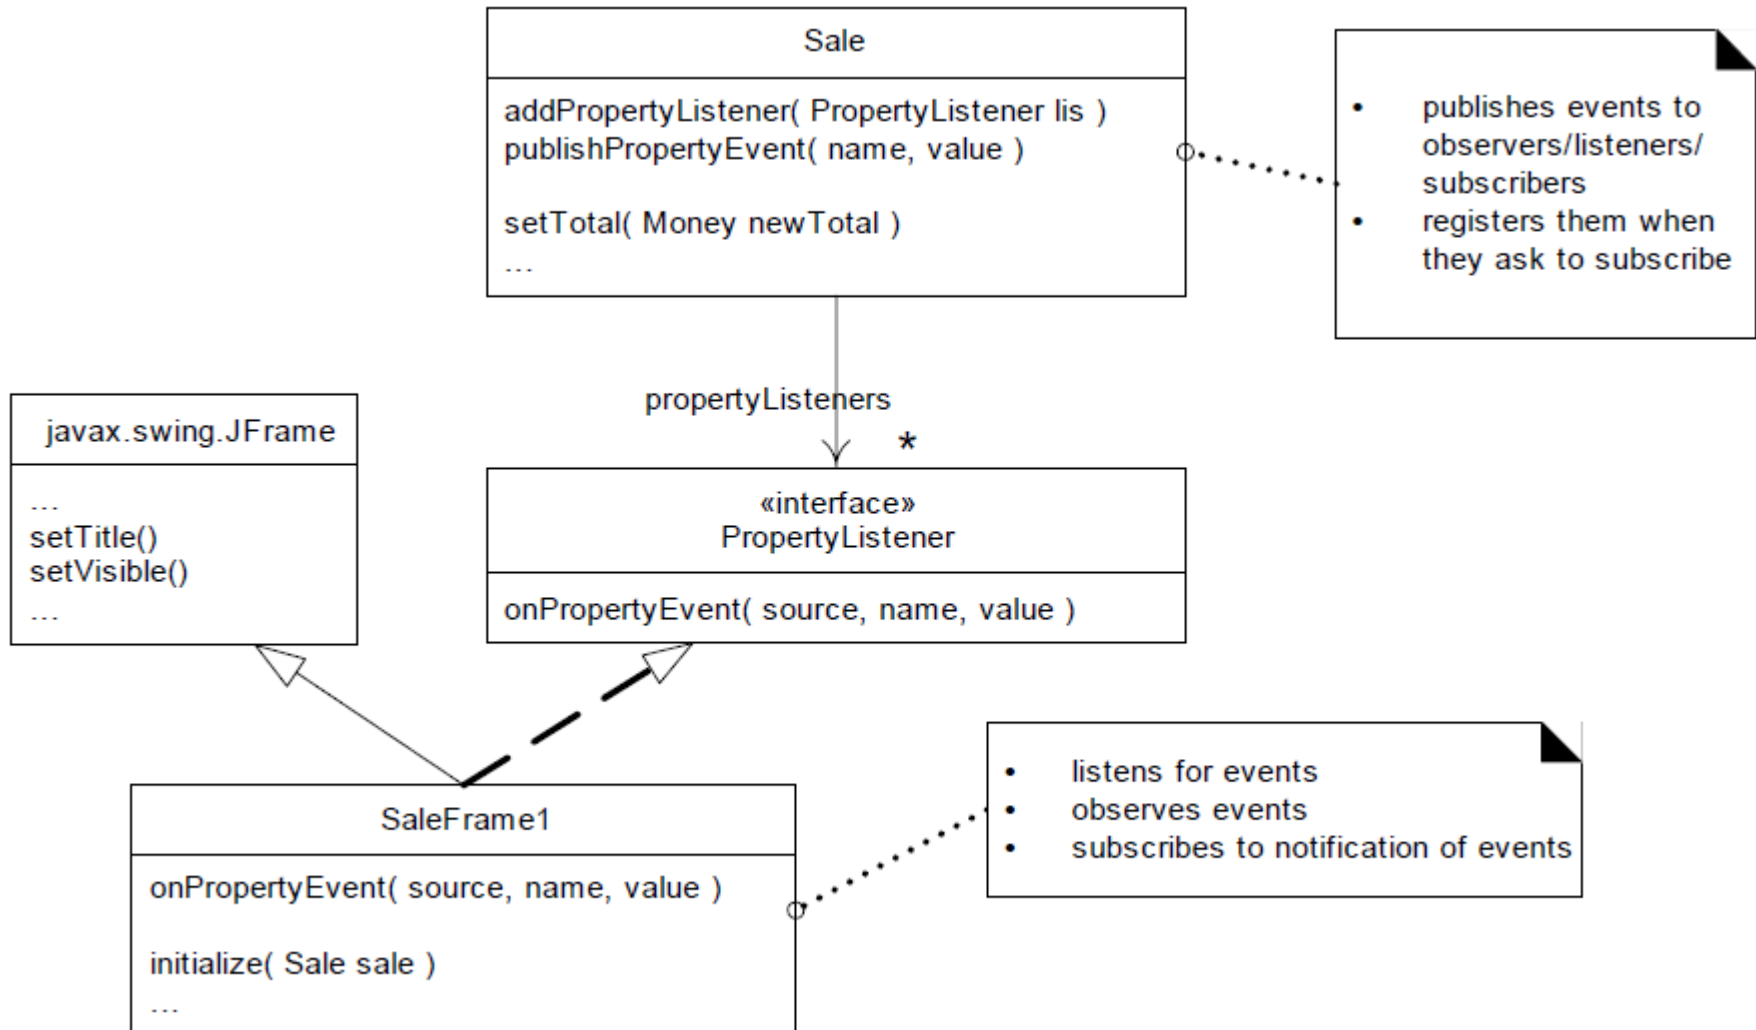 Sale
addPropertyListener( PropertyListener lis )
publishPropertyEvent( name, value )
setTotal( Money newTotal )
...
• publishes events to
observers/listeners/
subscribers
• registers them when
they ask to subscribe
propertyListeners
*
javax.swing.JFrame
...
setTitle()
setVisible()
...
«interface»
PropertyListener
onPropertyEvent( source, name, value )
SaleFrame1
onPropertyEvent( source, name, value )
initialize( Sale sale )
...
• listens for events
• observes events
• subscribes to notification of events